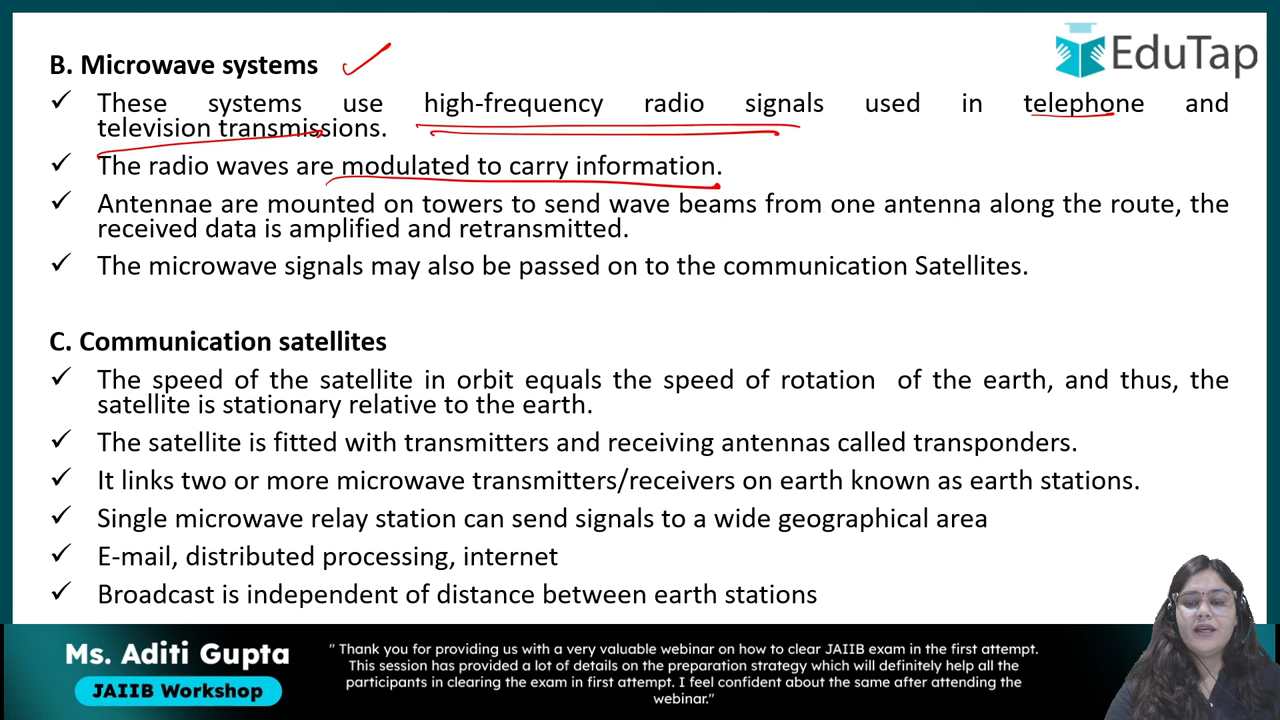 EduTap
B. Microwave systems
✓ These systems use high-frequency radio signals used in telephone and
television transmissions.
✓ The radio waves are modulated to carry information.
✓ Antennae are mounted on towers to send wave beams from one antenna along the route, the
received data is amplified and retransmitted.
✓ The microwave signals may also be passed on to the communication Satellites.
C. Communication satellites
✓ The speed of the satellite in orbit equals the speed of rotation of the earth, and thus, the
satellite is stationary relative to the earth.
✓ The satellite is fitted with transmitters and receiving antennas called transponders.
✓ It links two or more microwave transmitters/receivers on earth known as earth stations.
✓ Single microwave relay station can send signals to a wide geographical area
✓ E-mail, distributed processing, internet
✓ Broadcast is independent of distance between earth stations
Ms. Aditi Gupta
JAIIB Workshop
" Thank you for providing us with a very valuable webinar on how to clear JAIIB exam in the first attempt.
This session has provided a lot of details on the preparation strategy which will definitely help all the
participants in clearing the exam in first attempt. I feel confident about the same after attending the
webinar."